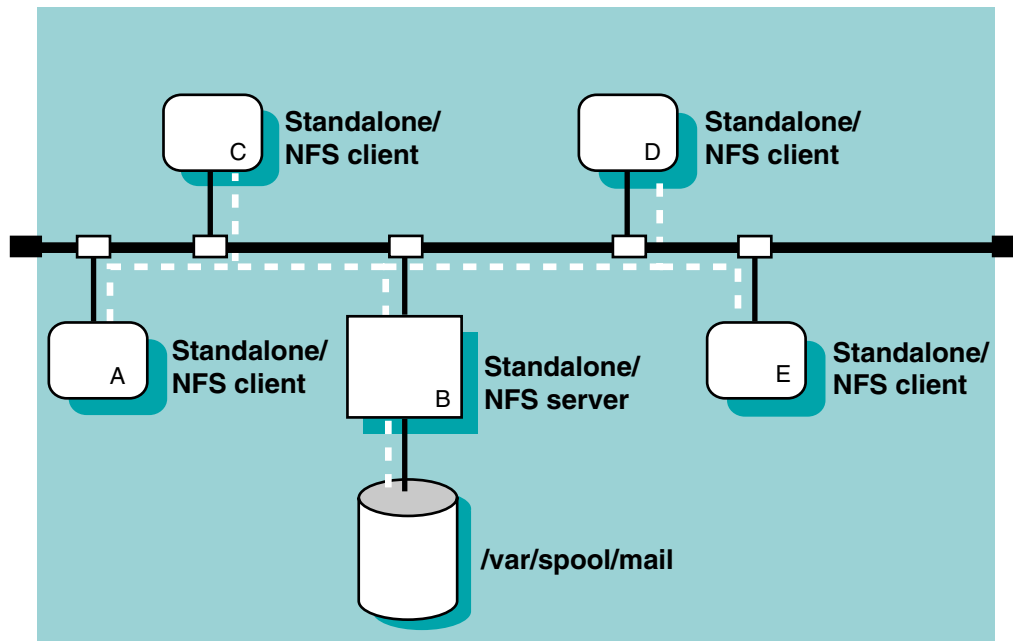 C
Standalone/
NFS client
D
Standalone/
NFS client
A
Standalone/
NFS client
B
Standalone/
NFS server
E
Standalone/
NFS client
/var/spool/mail